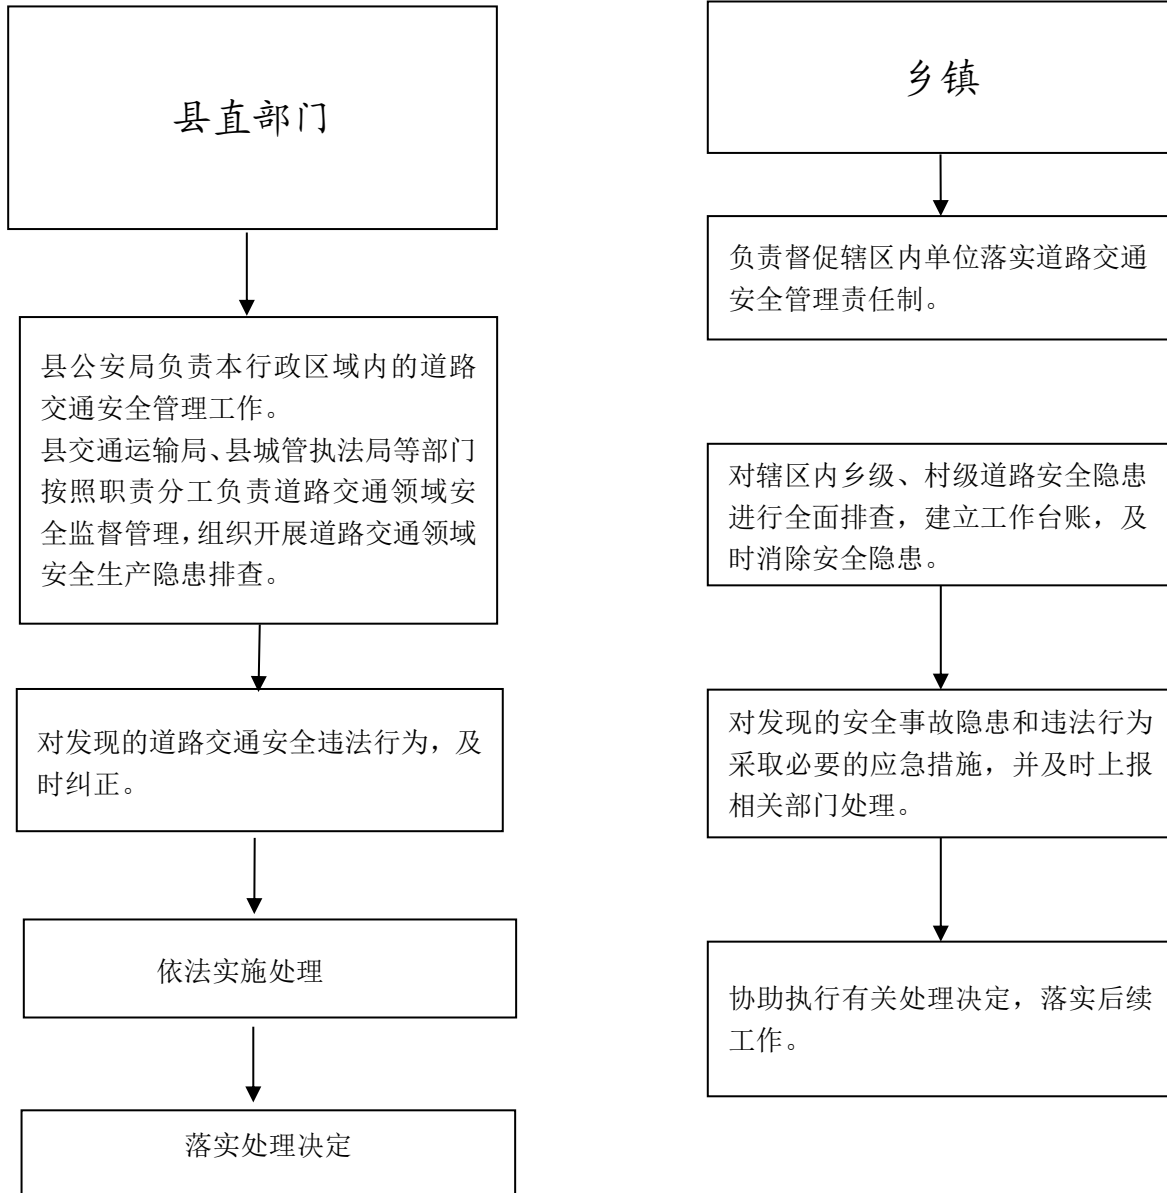 县直部门
县公安局负责本行政区域内的道路
交通安全管理工作。
县交通运输局、县城管执法局等部门
按照职责分工负责道路交通领域安
全监督管理,组织开展道路交通领域
安全生产隐患排查。
对发现的道路交通安全违法行为，及
时纠正。
依法实施处理
落实处理决定
乡镇
负责督促辖区内单位落实道路交通
安全管理责任制。
对辖区内乡级、村级道路安全隐患
进行全面排查，建立工作台账，及
时消除安全隐患。
对发现的安全事故隐患和违法行为
采取必要的应急措施，并及时上报
相关部门处理。
协助执行有关处理决定，落实后续
工作。